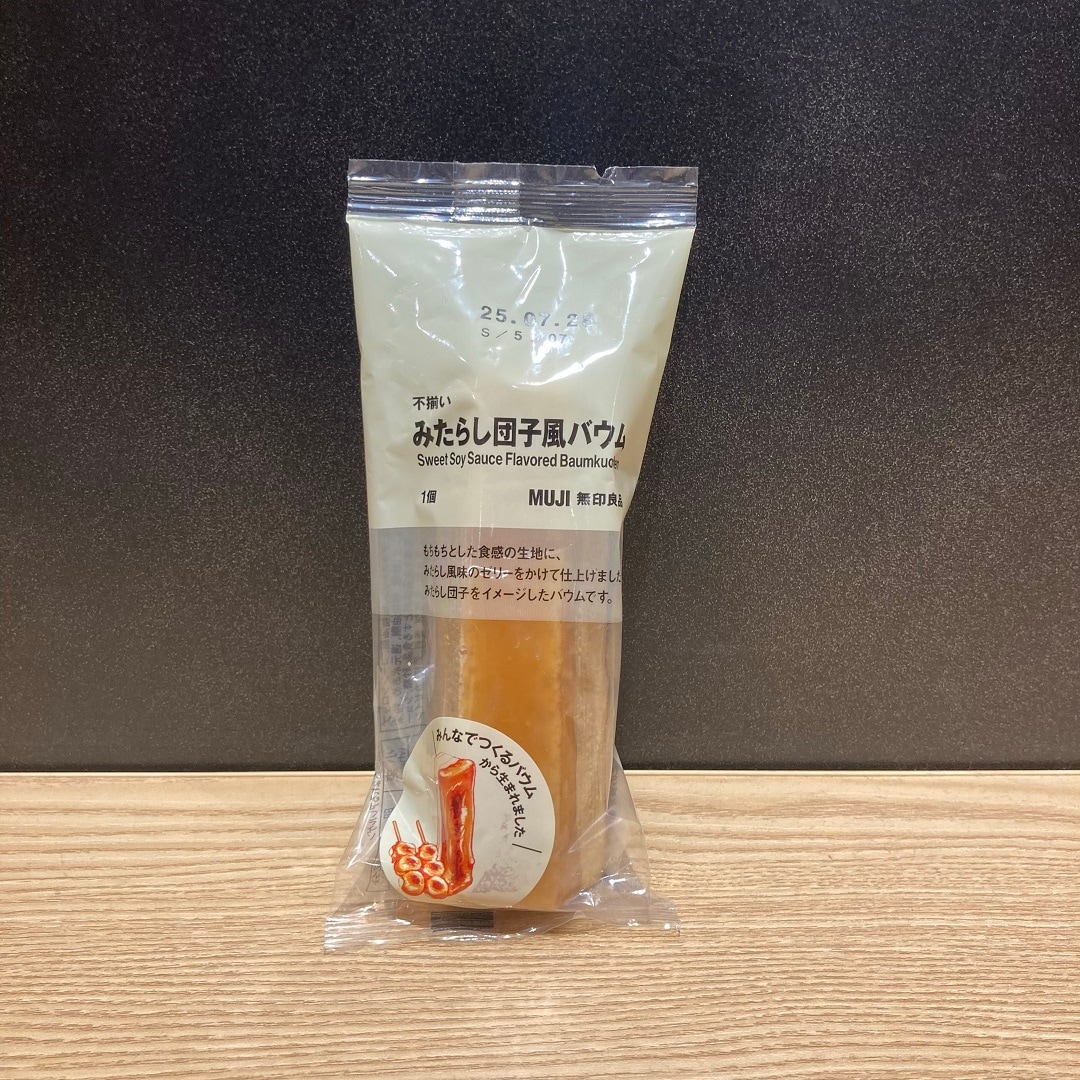 25.07.2
S/5
不揃い
みたらし団子風バウム
Sweet Soy Sauce Flavored Baumkuchen
1個
MUJI 無印良品
もちもちとした食感の生地に、
みたらし風味のゼリーをかけて仕上げました
みたらし団子をイメージしたバウムです。
みんなでつくるバウム
から生まれました